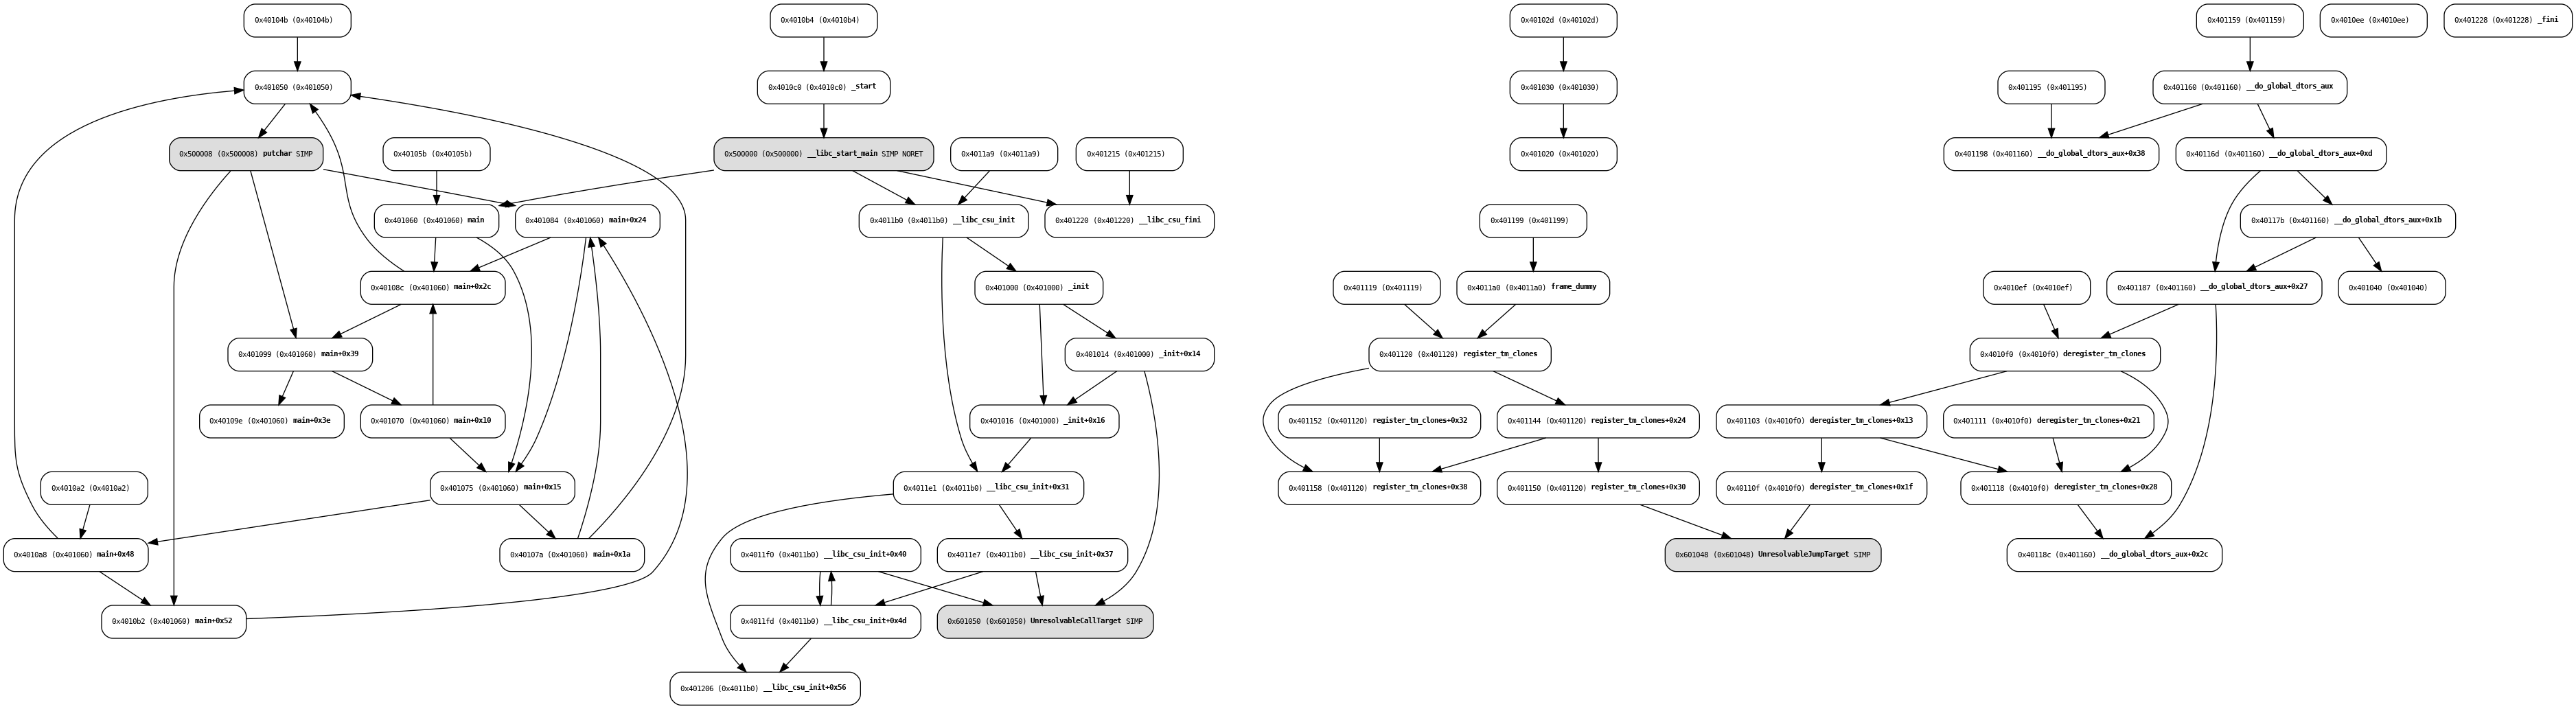 0x40104b (0x40104b)
0x4010b4 (0x4010b4)
0x40102d (0x40102d)
0x401159 (0x401159)
0x4010ee (0x4010ee)
0x401228 (0x401228) _fini
0x401050 (0x401050)
0x4010c0 (0x4010c0) _start
0x401030 (0x401030)
0x401195 (0x401195)
0x401160 (0x401160) __do_global_dtors_aux
0x500008 (0x500008) putchar SIMP
0x40105b (0x40105b)
0x500000 (0x500000) __libc_start_main SIMP NORET
0x4011a9 (0x4011a9)
0x401215 (0x401215)
0x401020 (0x401020)
0x401198 (0x401160) __do_global_dtors_aux+0x38
0x40116d (0x401160) __do_global_dtors_aux+0xd
0x401060 (0x401060) main
0x401084 (0x401060) main+0x24
0x4011b0 (0x4011b0) __libc_csu_init
0x401220 (0x401220) __libc_csu_fini
0x401199 (0x401199)
0x40117b (0x401160) __do_global_dtors_aux+0x1b
0x40108c (0x401060) main+0x2c
0x401000 (0x401000) _init
0x401119 (0x401119)
0x4011a0 (0x4011a0) frame_dummy
0x4010ef (0x4010ef)
0x401187 (0x401160) __do_global_dtors_aux+0x27
0x401040 (0x401040)
0x401099 (0x401060) main+0x39
0x401014 (0x401000) _init+0x14
0x401120 (0x401120) register_tm_clones
0x4010f0 (0x4010f0) deregister_tm_clones
0x40109e (0x401060) main+0x3e
0x401070 (0x401060) main+0x10
0x401016 (0x401000) _init+0x16
0x401152 (0x401120) register_tm_clones+0x32
0x401144 (0x401120) register_tm_clones+0x24
0x401103 (0x4010f0) deregister_tm_clones+0x13
0x401111 (0x4010f0) deregister_tm_clones+0x21
0x4010a2 (0x4010a2)
0x401075 (0x401060) main+0x15
0x4011e1 (0x4011b0) __libc_csu_init+0x31
0x401158 (0x401120) register_tm_clones+0x38
0x401150 (0x401120) register_tm_clones+0x30
0x40110f (0x4010f0) deregister_tm_clones+0x1f
0x401118 (0x4010f0) deregister_tm_clones+0x28
0x4010a8 (0x401060) main+0x48
0x40107a (0x401060) main+0x1a
0x4011f0 (0x4011b0) __libc_csu_init+0x40
0x4011e7 (0x4011b0) __libc_csu_init+0x37
0x601048 (0x601048) UnresolvableJumpTarget SIMP
0x40118c (0x401160) __do_global_dtors_aux+0x2c
0x4010b2 (0x401060) main+0x52
0x4011fd (0x4011b0) __libc_csu_init+0x4d
0x601050 (0x601050) UnresolvableCallTarget SIMP
0x401206 (0x4011b0) __libc_csu_init+0x56